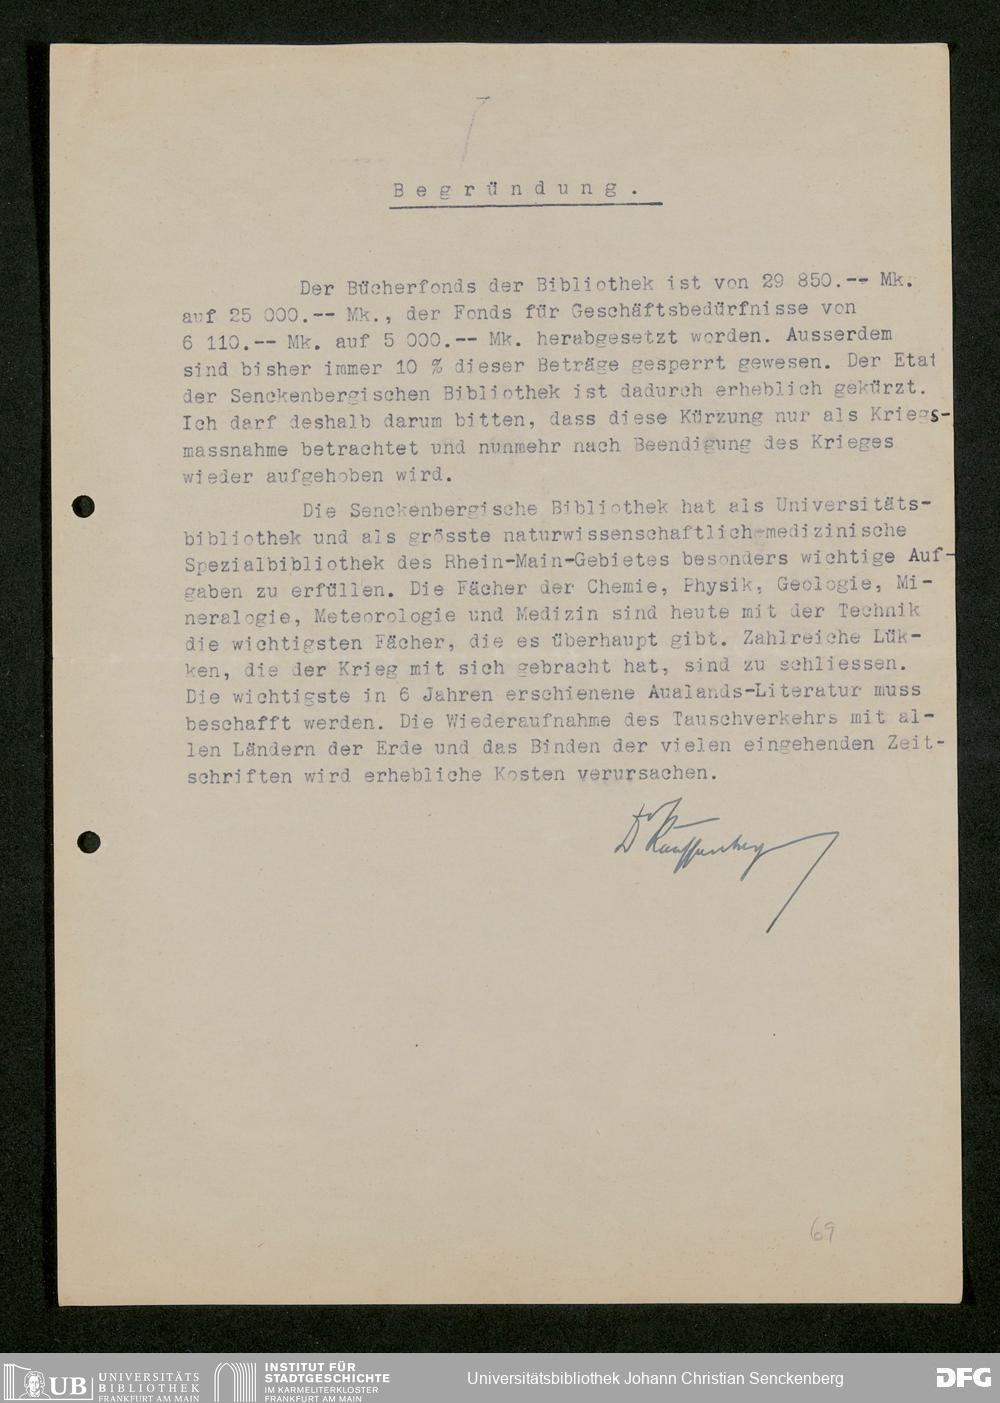 Begründung.
Der Bücherfonds der Bibliothek ist von 29 850.-- Mk.
auf 25 000.-- Mk., der Fonds für Geschäftsbedürfnisse von
6 110.-- Mk. auf 5 000.-- Mk. herabgesetzt worden. Ausserdem
sind bisher immer 10 % dieser Beträge gesperrt gewesen. Der Etat
der Senckenbergischen Bibliothek ist dadurch erheblich gekürzt.
Ich darf deshalb darum bitten, dass diese Kürzung nur als Kriegs-
massnahme betrachtet und nunmehr nach Beendigung des Krieges
wieder aufgehoben wird.
Die Senckenbergische Bibliothek hat als Universitäts-
bibliothek und als grösste naturwissenschaftlich-medizinische
Spezialbibliothek des Rhein-Main-Gebietes besonders wichtige Auf-
gaben zu erfüllen. Die Fächer der Chemie, Physik, Geologie, Mi-
neralogie, Meteorologie und Medizin sind heute mit der Technik
die wichtigsten Fächer, die es überhaupt gibt. Zahlreiche Lük-
ken, die der Krieg mit sich gebracht hat, sind zu schliessen.
Die wichtigste in 6 Jahren erschienene Aualands-Literatur muss
beschafft werden. Die Wiederaufnahme des Tauschverkehrs mit al-
len Ländern der Erde und das Binden der vielen eingehenden Zeit-
schriften wird erhebliche Kosten verursachen.
69
UB UNIVERSITÄTS
BIBLIOTHEK
FRANKFURT AM MAIN
INSTITUT FÜR
STADTGESCHICHTE
IM KARMELITERKLOSTER
FRANKFURT AM MAIN
Universitätsbibliothek Johann Christian Senckenberg
DFG